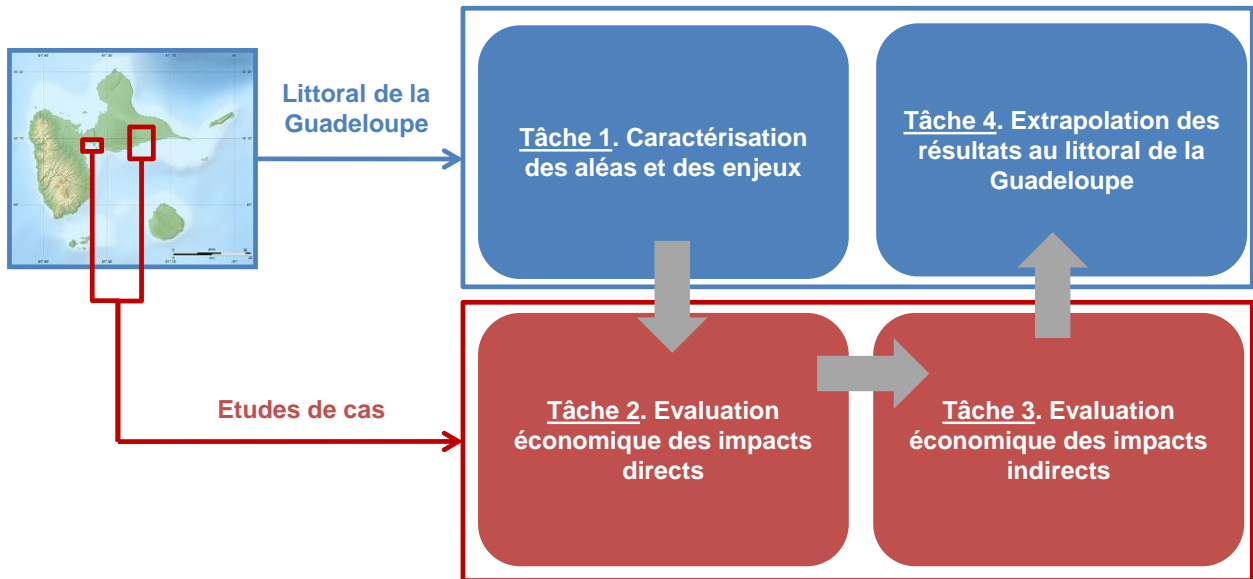 Littoral de la
Guadeloupe
Tâche 1. Caractérisation
des aléas et des enjeux
Tâche 4. Extrapolation des
résultats au littoral de la
Guadeloupe
Etudes de cas
Tâche 2. Evaluation
économique des impacts
directs
Tâche 3. Evaluation
économique des impacts
indirects